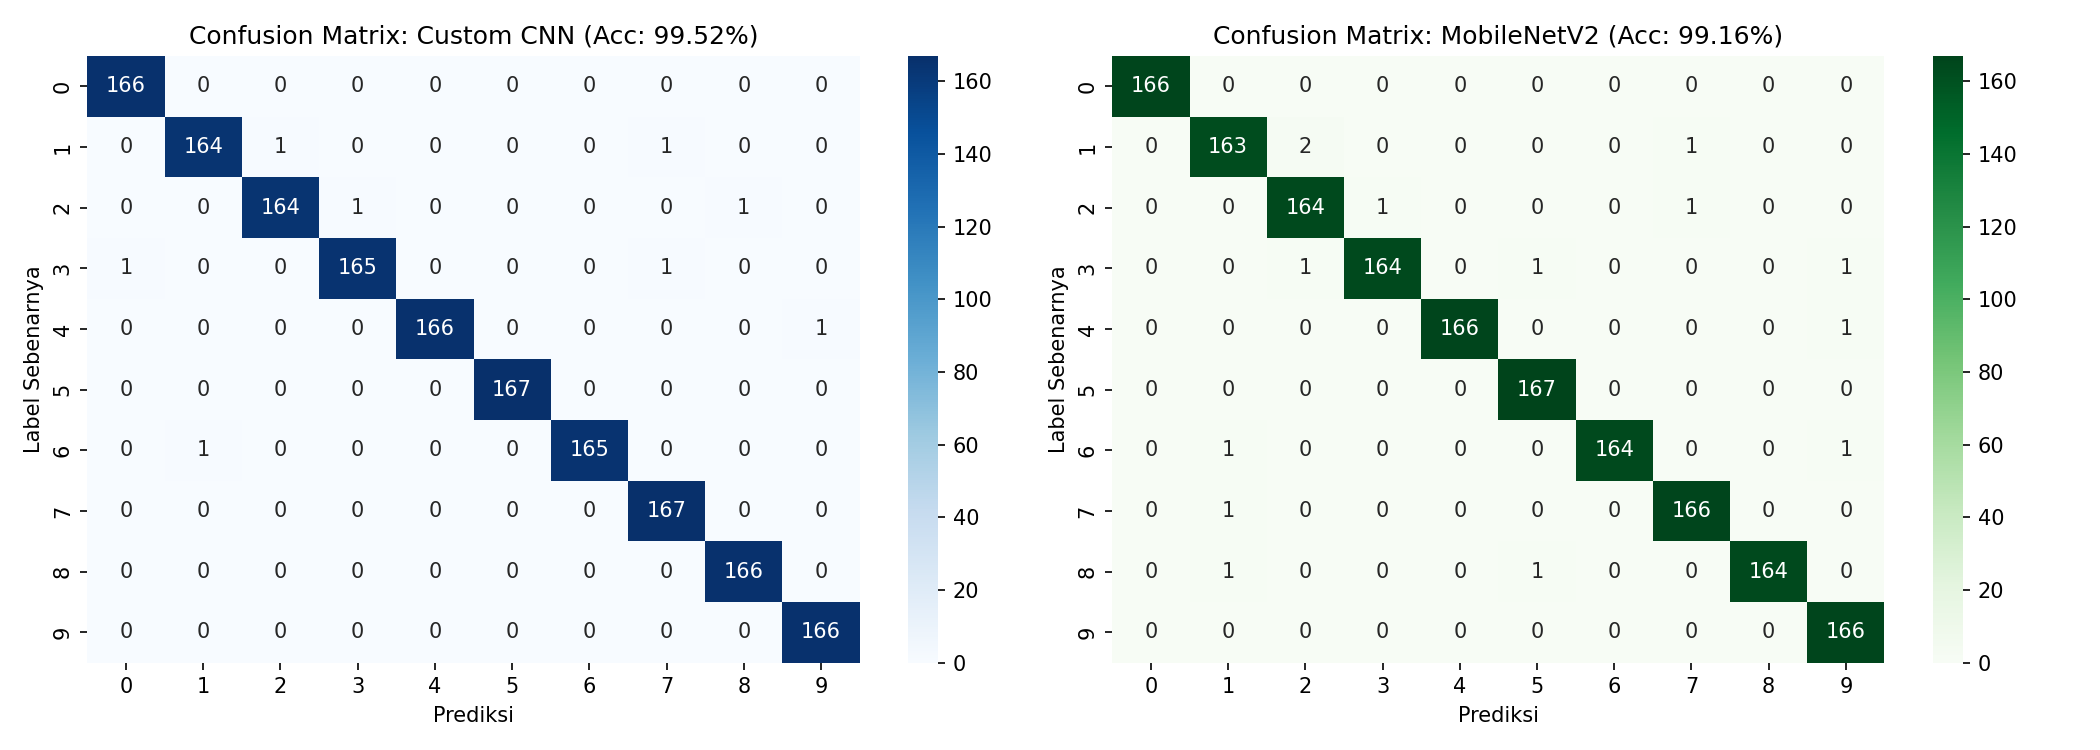 Confusion Matrix: Custom CNN (Acc: 99.52%)
Label Sebenarnya
0 166 0 0 0 0 0 0 0 0 0
1 0 164 1 0 0 0 0 1 0 0
2 0 0 164 1 0 0 0 0 1 0
3 1 0 0 165 0 0 0 1 0 0
4 0 0 0 0 166 0 0 0 0 1
5 0 0 0 0 0 167 0 0 0 0
6 0 1 0 0 0 0 165 0 0 0
7 0 0 0 0 0 0 0 167 0 0
8 0 0 0 0 0 0 0 0 166 0
9 0 0 0 0 0 0 0 0 0 166
0 1 2 3 4 5 6 7 8 9
Prediksi
160
140
120
100
80
60
40
20
0
Confusion Matrix: MobileNetV2 (Acc: 99.16%)
Label Sebenarnya
0 166 0 0 0 0 0 0 0 0 0
1 0 163 2 0 0 0 0 1 0 0
2 0 0 164 1 0 0 0 1 0 0
3 0 0 1 164 0 1 0 0 0 1
4 0 0 0 0 166 0 0 0 0 1
5 0 0 0 0 0 167 0 0 0 0
6 0 1 0 0 0 0 164 0 0 1
7 0 1 0 0 0 0 0 166 0 0
8 0 1 0 0 0 1 0 0 164 0
9 0 0 0 0 0 0 0 0 0 166
0 1 2 3 4 5 6 7 8 9
Prediksi
160
140
120
100
80
60
40
20
0